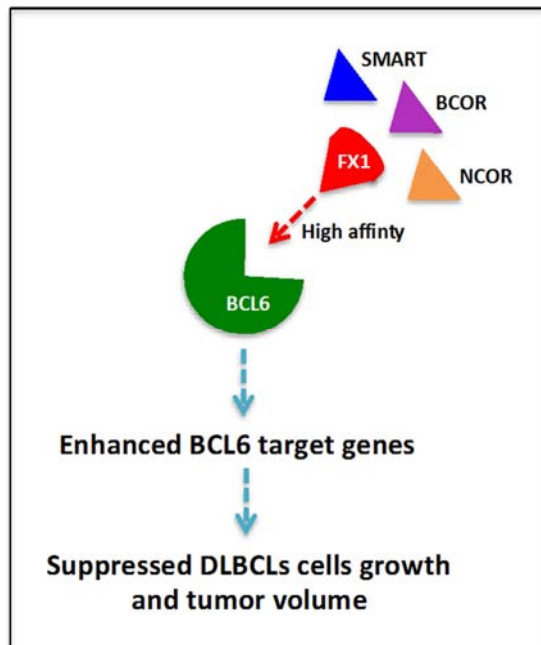 SMART
BCOR
FX1
NCOR
High affinty
BCL6
Enhanced BCL6 target genes
Suppressed DLBCLs cells growth
and tumor volume